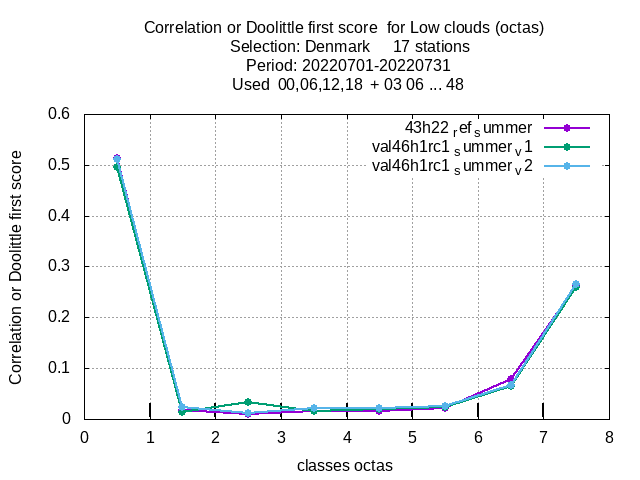 Correlation or Doolittle first score  for Low clouds (octas)
Selection: Denmark     17 stations
Period: 20220701-20220731
Used  00,06,12,18  + 03 06 ... 48
Correlation or Doolittle first score
0.6
0.5
0.4
0.3
0.2
0.1
0
43h22 ref summer
val46h1rc1 summer v1
val46h1rc1 summer v2
0 1 2 3 4 5 6 7 8
classes octas